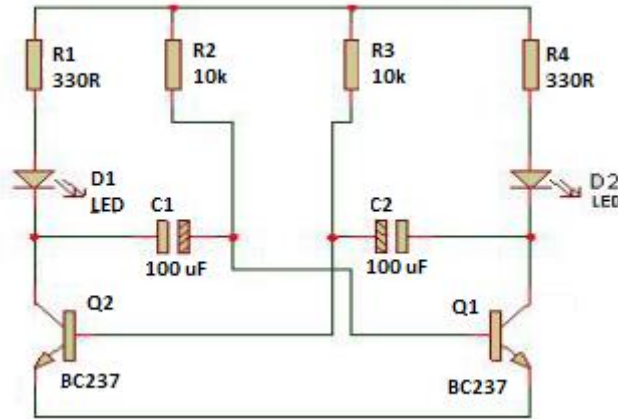 R1
330R
R2
10k
R3
10k
R4
330R
D1
LED
C1
100 uF
C2
100 uF
D2
LED
Q2
BC237
Q1
BC237